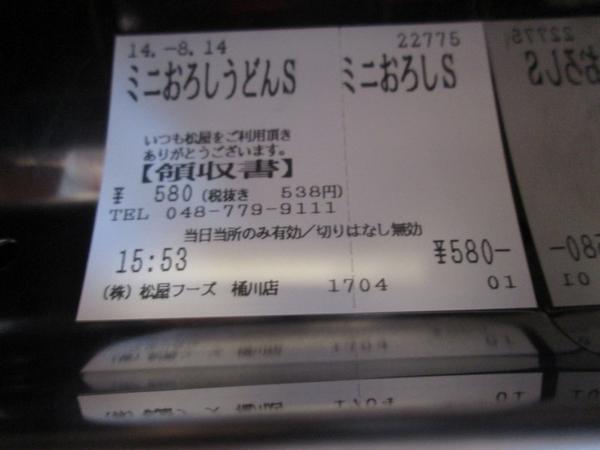 14.-8.14
22775
ミニおろしうどんS
ミニおろしS
いつも松屋をご利用頂き
ありがとうございます。
【領収書】
¥ 580(税抜き 538円)
TEL 048-779-9111
当日当所のみ有効/切りはなし無効
15:53
¥580-
(株)松屋フーズ 桶川店 1704 01